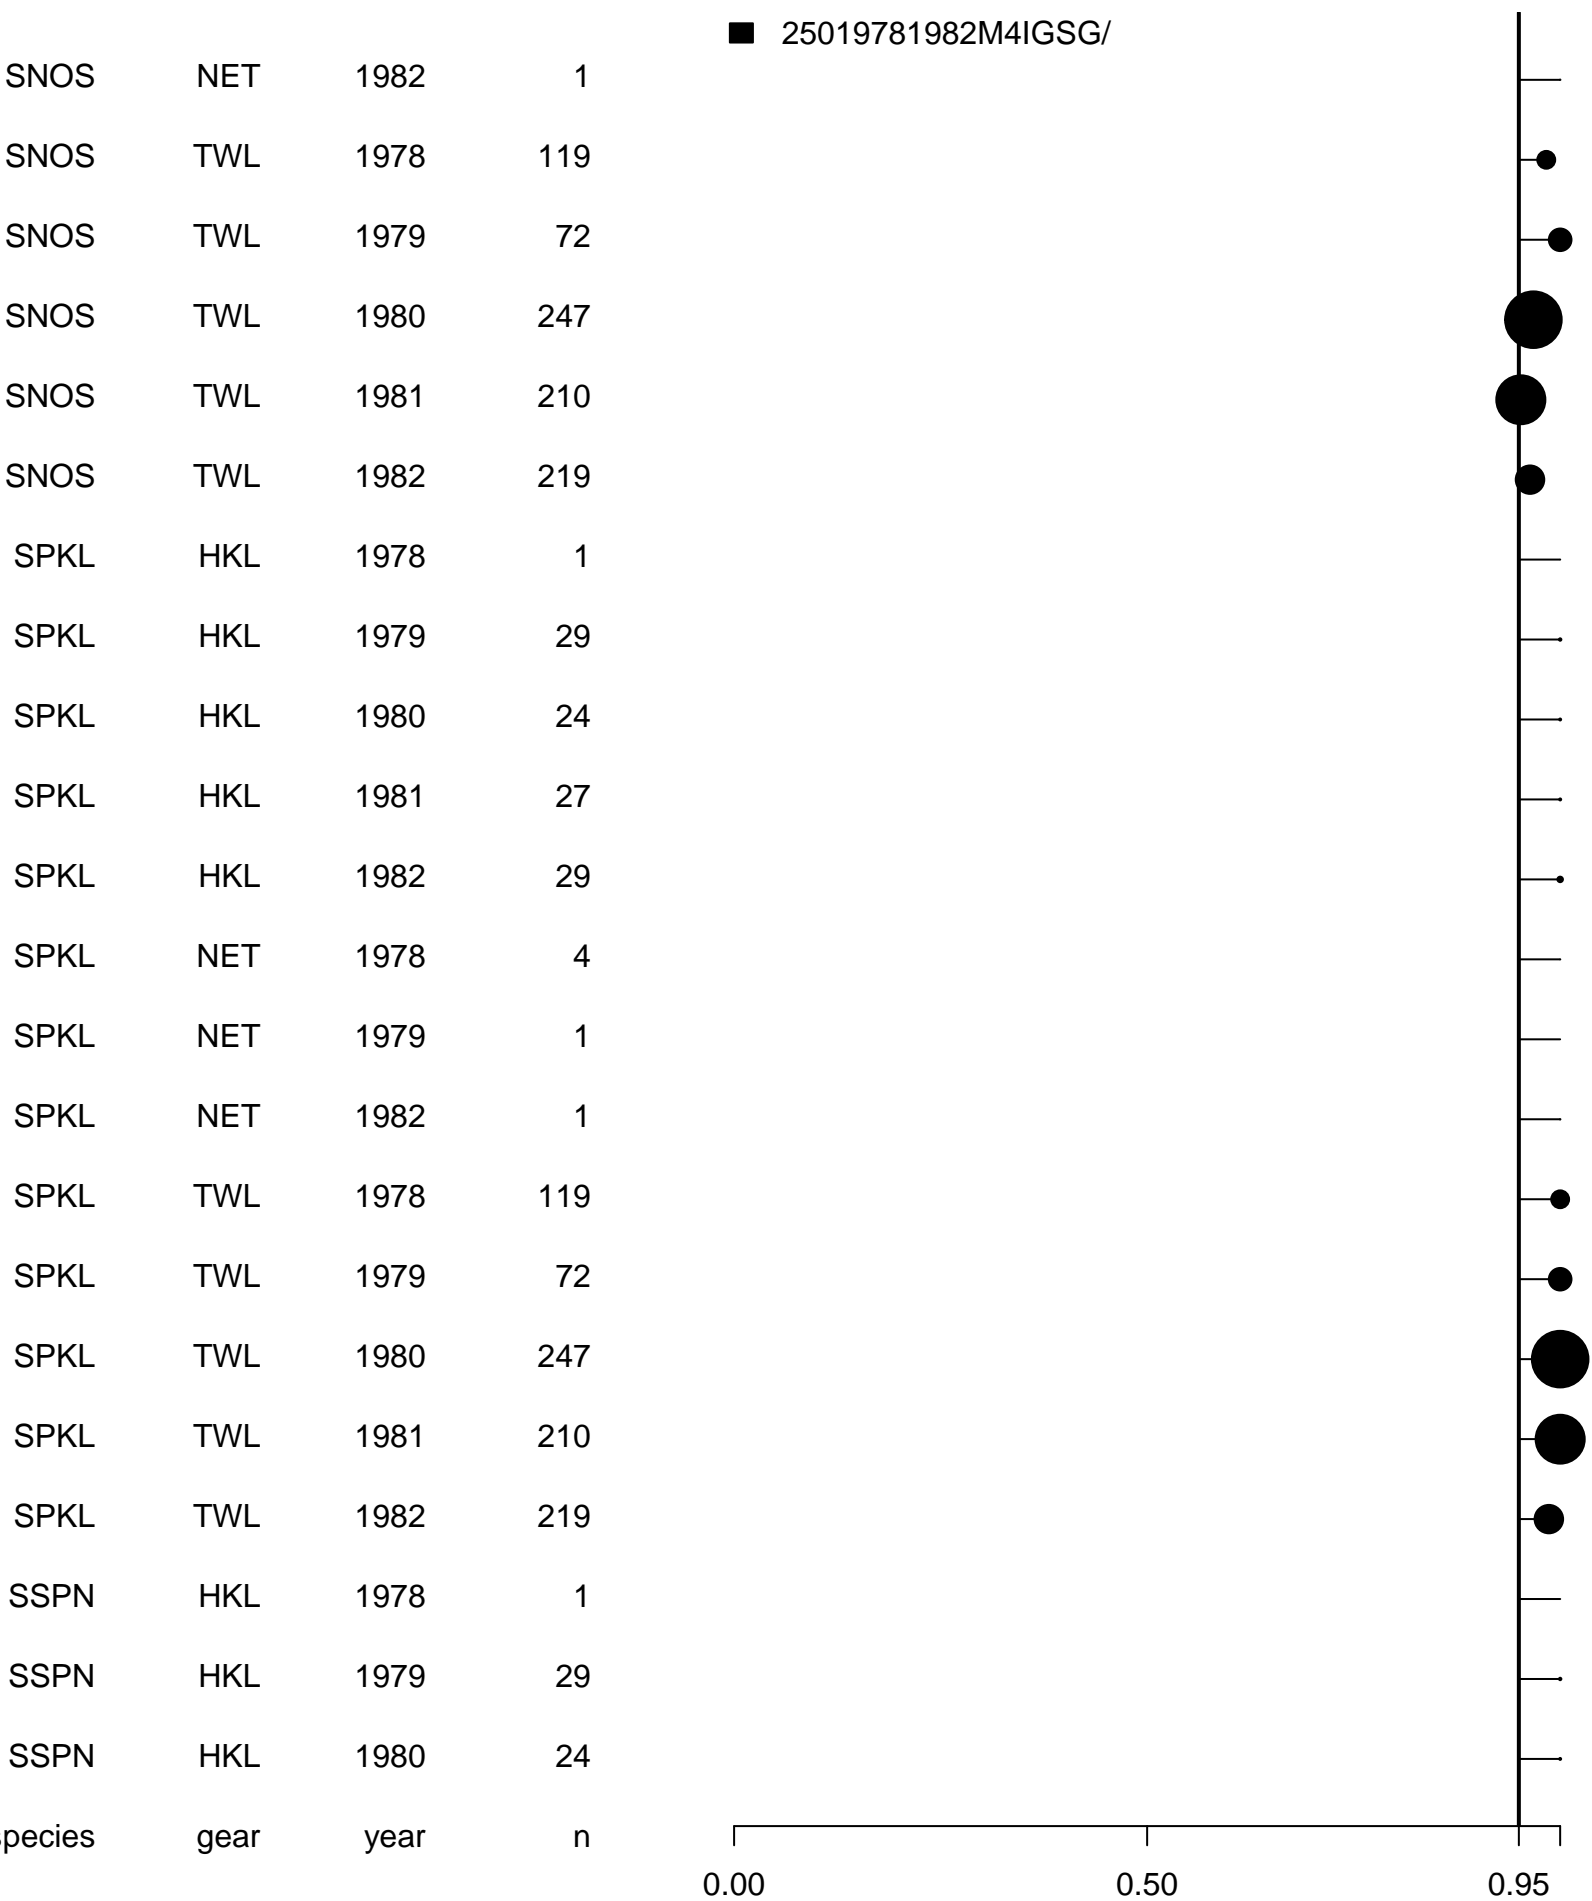 25019781982M4IGSG/
SNOS NET 1982 1
SNOS TWL 1978 119
SNOS TWL 1979 72
SNOS TWL 1980 247
SNOS TWL 1981 210
SNOS TWL 1982 219
SPKL HKL 1978 1
SPKL HKL 1979 29
SPKL HKL 1980 24
SPKL HKL 1981 27
SPKL HKL 1982 29
SPKL NET 1978 4
SPKL NET 1979 1
SPKL NET 1982 1
SPKL TWL 1978 119
SPKL TWL 1979 72
SPKL TWL 1980 247
SPKL TWL 1981 210
SPKL TWL 1982 219
SSPN HKL 1978 1
SSPN HKL 1979 29
SSPN HKL 1980 24
species gear year n
0.00 0.50 0.95